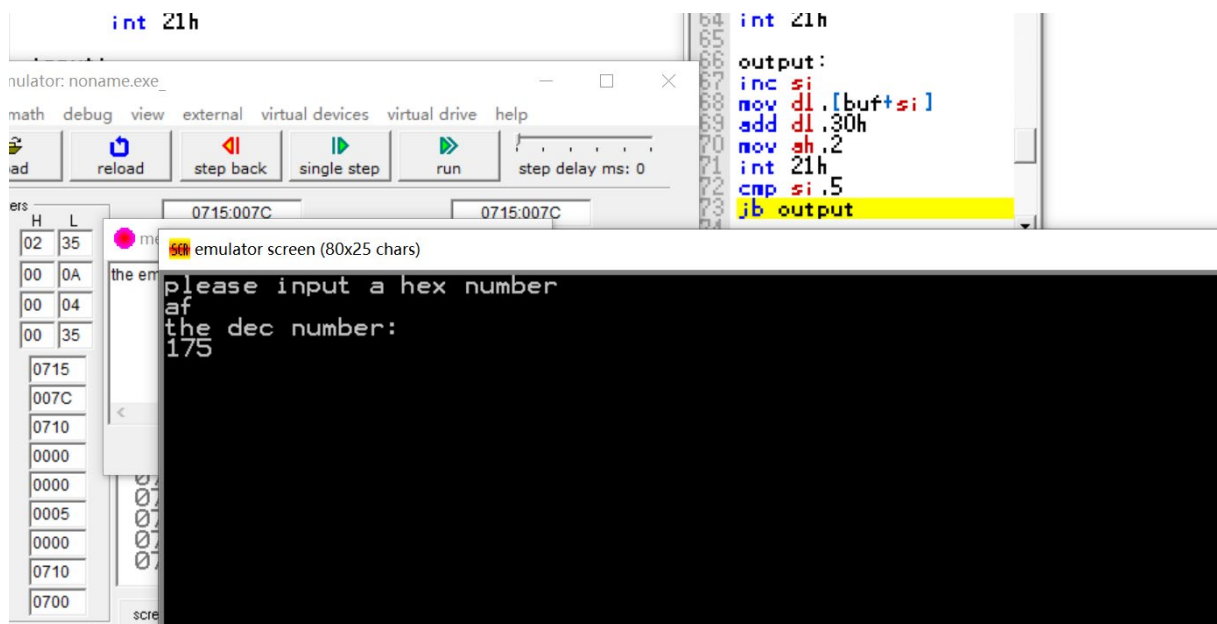 int 21h
64 int 21h
65
66 output:
67 inc si
68 mov dl,[buf+si]
69 add dl,30h
70 mov ah,2
71 int 21h
72 cmp si,5
73 jb output
mulator: noname.exe_
math debug view external virtual devices virtual drive help
reload step back single step run step delay ms: 0
H L
0715:007C 0715:007C
02 35
00 0A
00 04
00 35
0715
007C
0710
0000
0000
0005
0000
0710
0700
the em
SCR emulator screen (80x25 chars)
please input a hex number
af
the dec number:
175
scre